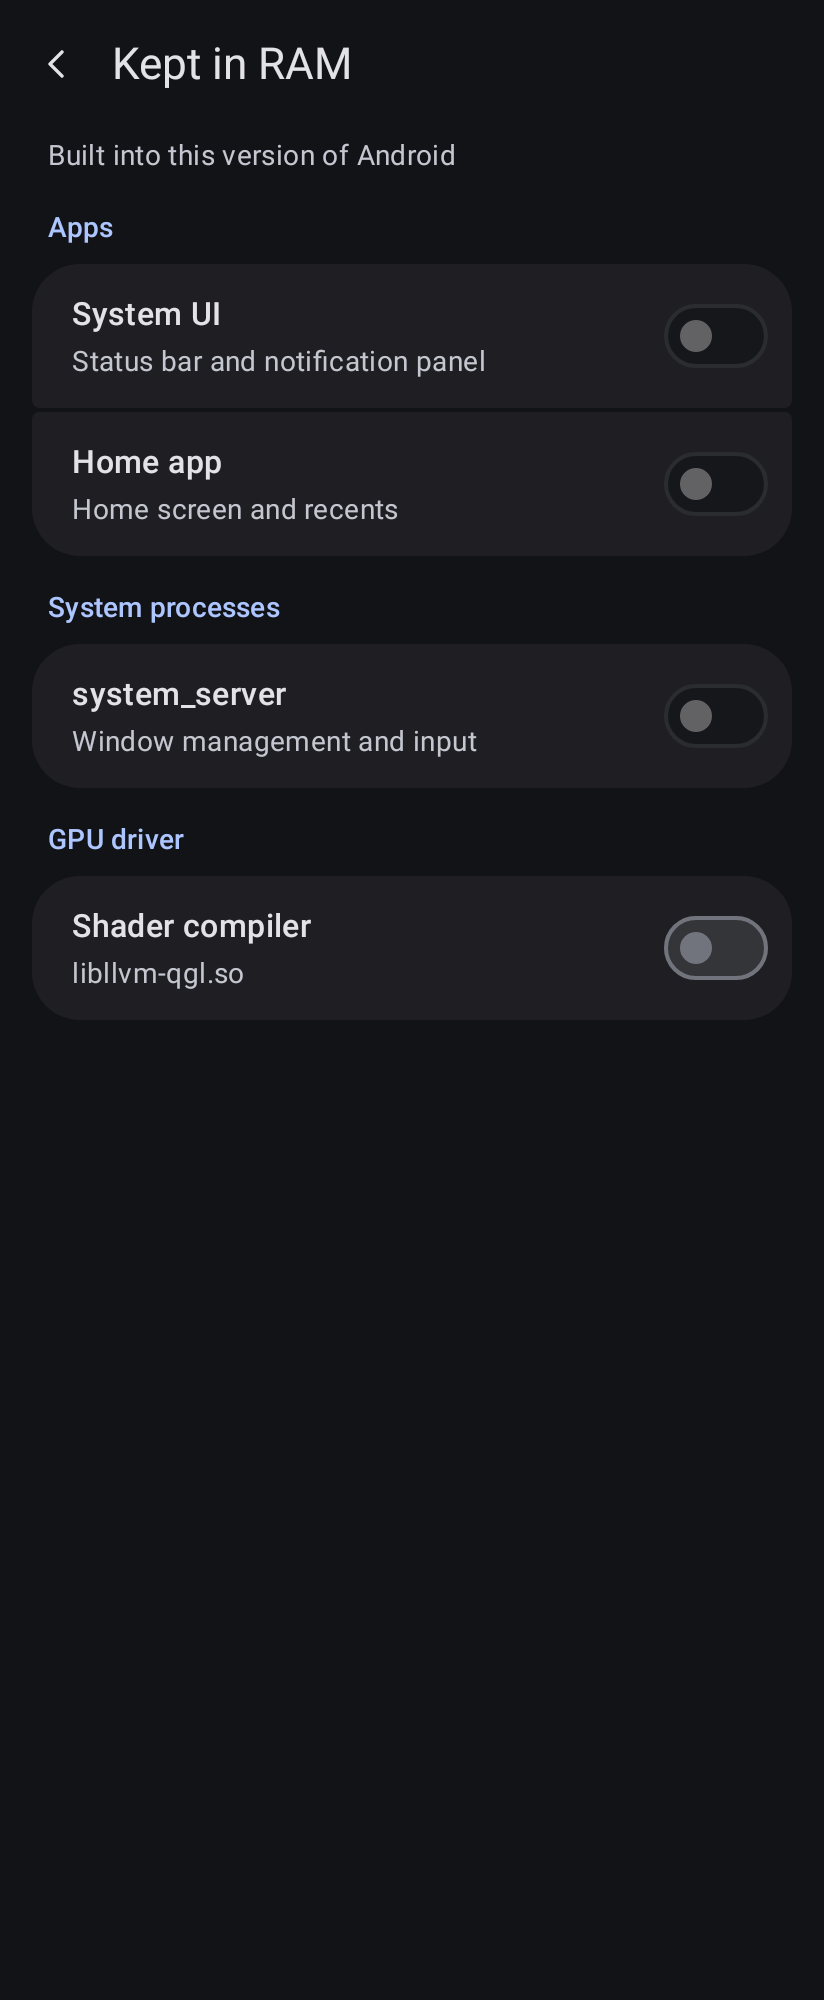 Kept in RAM
Built into this version of Android
Apps
System UI
Status bar and notification panel
Home app
Home screen and recents
System processes
system_server
Window management and input
GPU driver
Shader compiler
libllvm-qgl.so